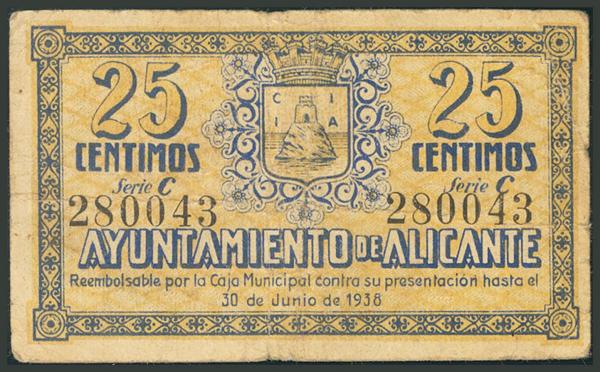 25 25
C I
I A
CENTIMOS CENTIMOS
Serie C Serie C
280043 280043
AYUNTAMIENTO DE ALICANTE
Reembolsable por la Caja Municipal contra su presentación hasta el
30 de Junio de 1938